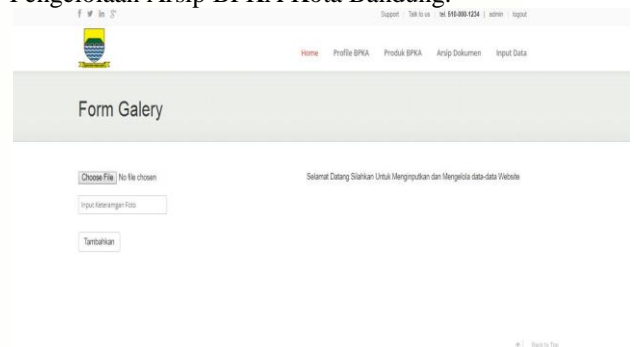 Pengelolaan Arsip BPKA Kota Bandung.
Support Talk to us tel. 510-000-1234 | admin | logout
Home Profile BPKA Produk BPKA Arsip Dokumen Input Data
Form Galery
Choose File No file chosen
Selamat Datang Silahkan Untuk Menginputkan dan Mengelola data-data Website
Input Keterangan Foto
Tambahkan
Back to Top